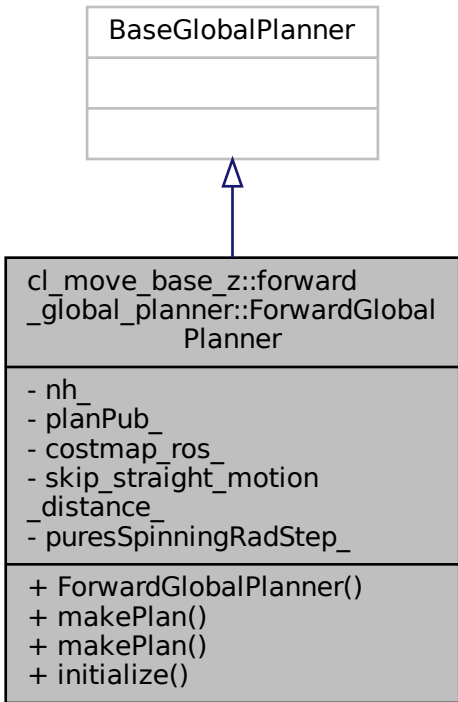 BaseGlobalPlanner
cl_move_base_z::forward
_global_planner::ForwardGlobal
Planner
- nh_
- planPub_
- costmap_ros_
- skip_straight_motion
_distance_
- puresSpinningRadStep_
+ ForwardGlobalPlanner()
+ makePlan()
+ makePlan()
+ initialize()